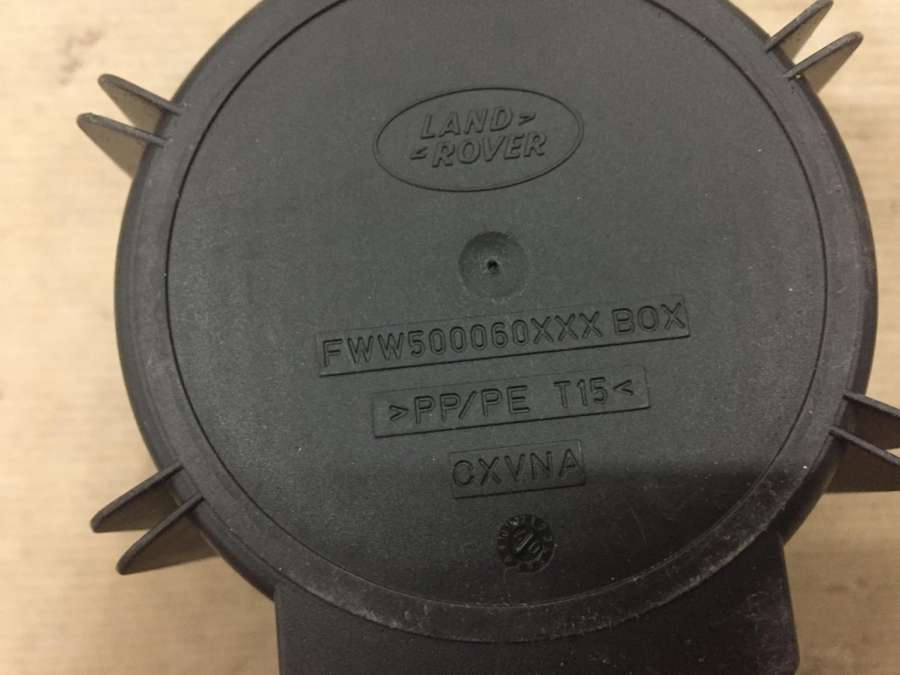 LAND>
<ROVER
FWW500060XXX BOX
>PP/PE T15<
CXVNA